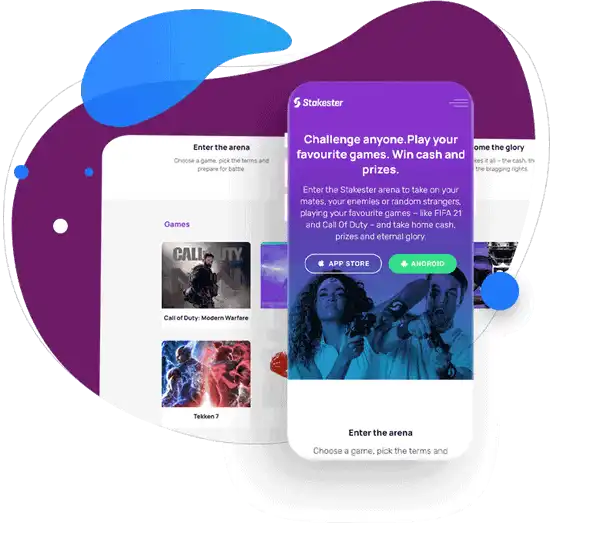 Enter the arena
Choose a game, pick the terms and
prepare for battle
Games
CALL OF DUTY
Call of Duty: Modern Warfare
Tekken 7
Stakester
Challenge anyone.Play your
favourite games. Win cash and
prizes.
Enter the Stakester arena to take on your
mates, your enemies or random strangers,
playing your favourite games – like FIFA 21
and Call Of Duty – and take home cash,
prizes and eternal glory.
APP STORE
ANDROID
Enter the arena
Choose a game, pick the terms and
ome the glory
akes it all – the cash, the
the bragging rights